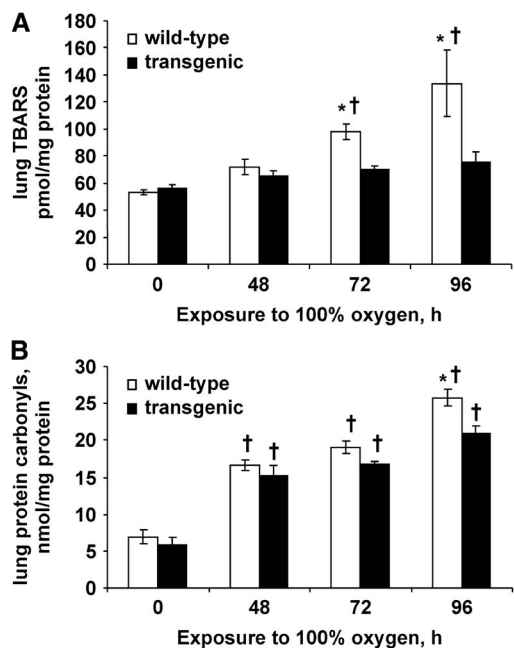 A
180
160
140
120
100
80
60
40
20
0
lung TBARS
pmol/mg protein
wild-type
transgenic
*†
*†
0 48 72 96
Exposure to 100% oxygen, h
B
30
25
20
15
10
5
0
lung protein carbonyls,
nmol/mg protein
wild-type
transgenic
† †
† †
*† †
0 48 72 96
Exposure to 100% oxygen, h